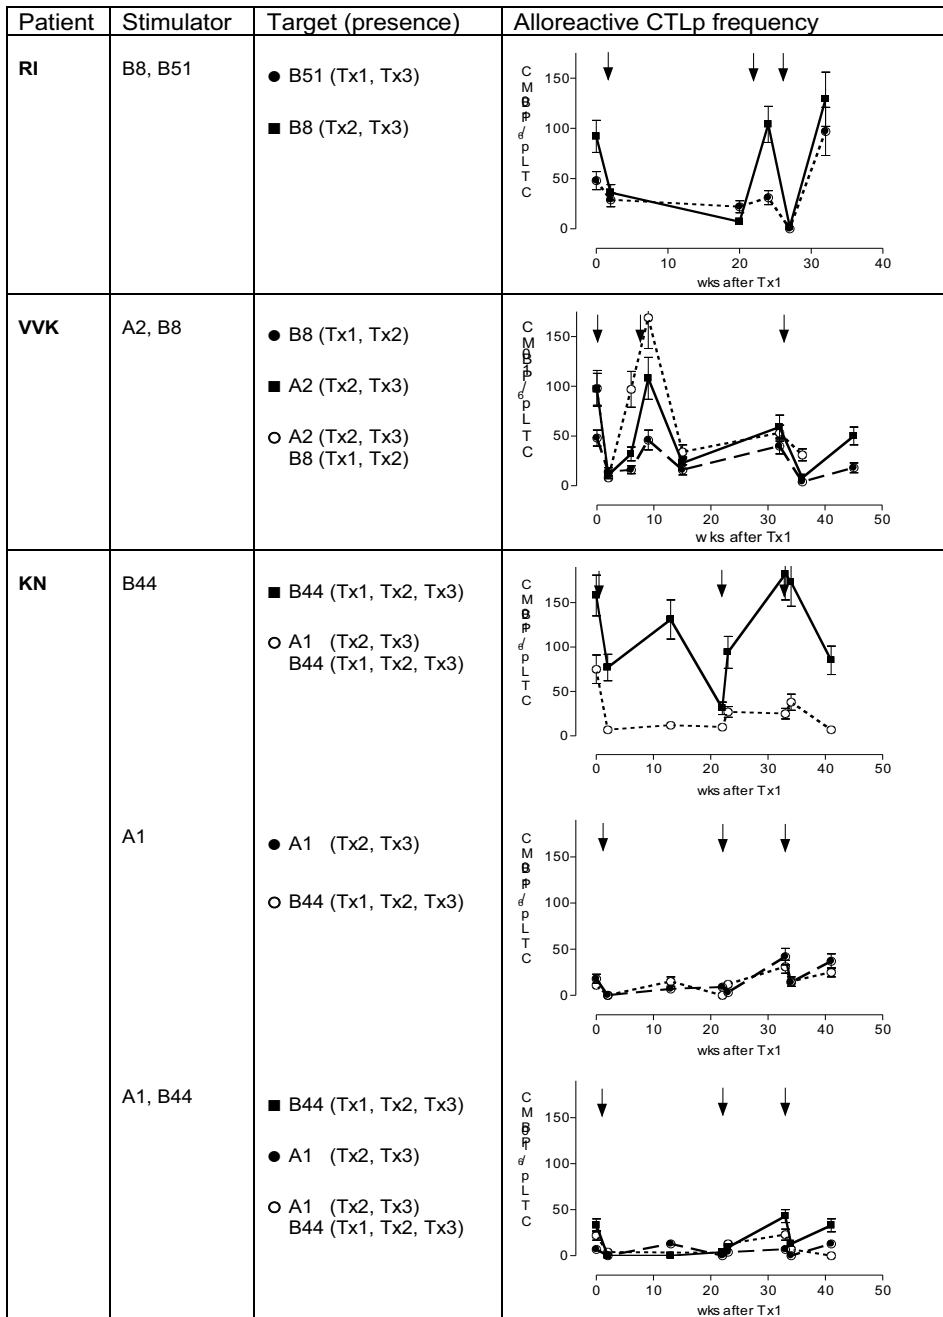 Patient Stimulator Target (presence) Alloreactive CTLp frequency
RI B8, B51
● B51 (Tx1, Tx3)
■ B8 (Tx2, Tx3)
150
100
50
0
0 10 20 30 40
wks after Tx1
VVK A2, B8
● B8 (Tx1, Tx2)
■ A2 (Tx2, Tx3)
○ A2 (Tx2, Tx3)
B8 (Tx1, Tx2)
150
100
50
0
0 10 20 30 40 50
wks after Tx1
KN B44
■ B44 (Tx1, Tx2, Tx3)
○ A1 (Tx2, Tx3)
B44 (Tx1, Tx2, Tx3)
150
100
50
0
0 10 20 30 40 50
wks after Tx1
A1
● A1 (Tx2, Tx3)
○ B44 (Tx1, Tx2, Tx3)
150
100
50
0
0 10 20 30 40 50
wks after Tx1
A1, B44
■ B44 (Tx1, Tx2, Tx3)
● A1 (Tx2, Tx3)
○ A1 (Tx2, Tx3)
B44 (Tx1, Tx2, Tx3)
150
100
50
0
0 10 20 30 40 50
wks after Tx1